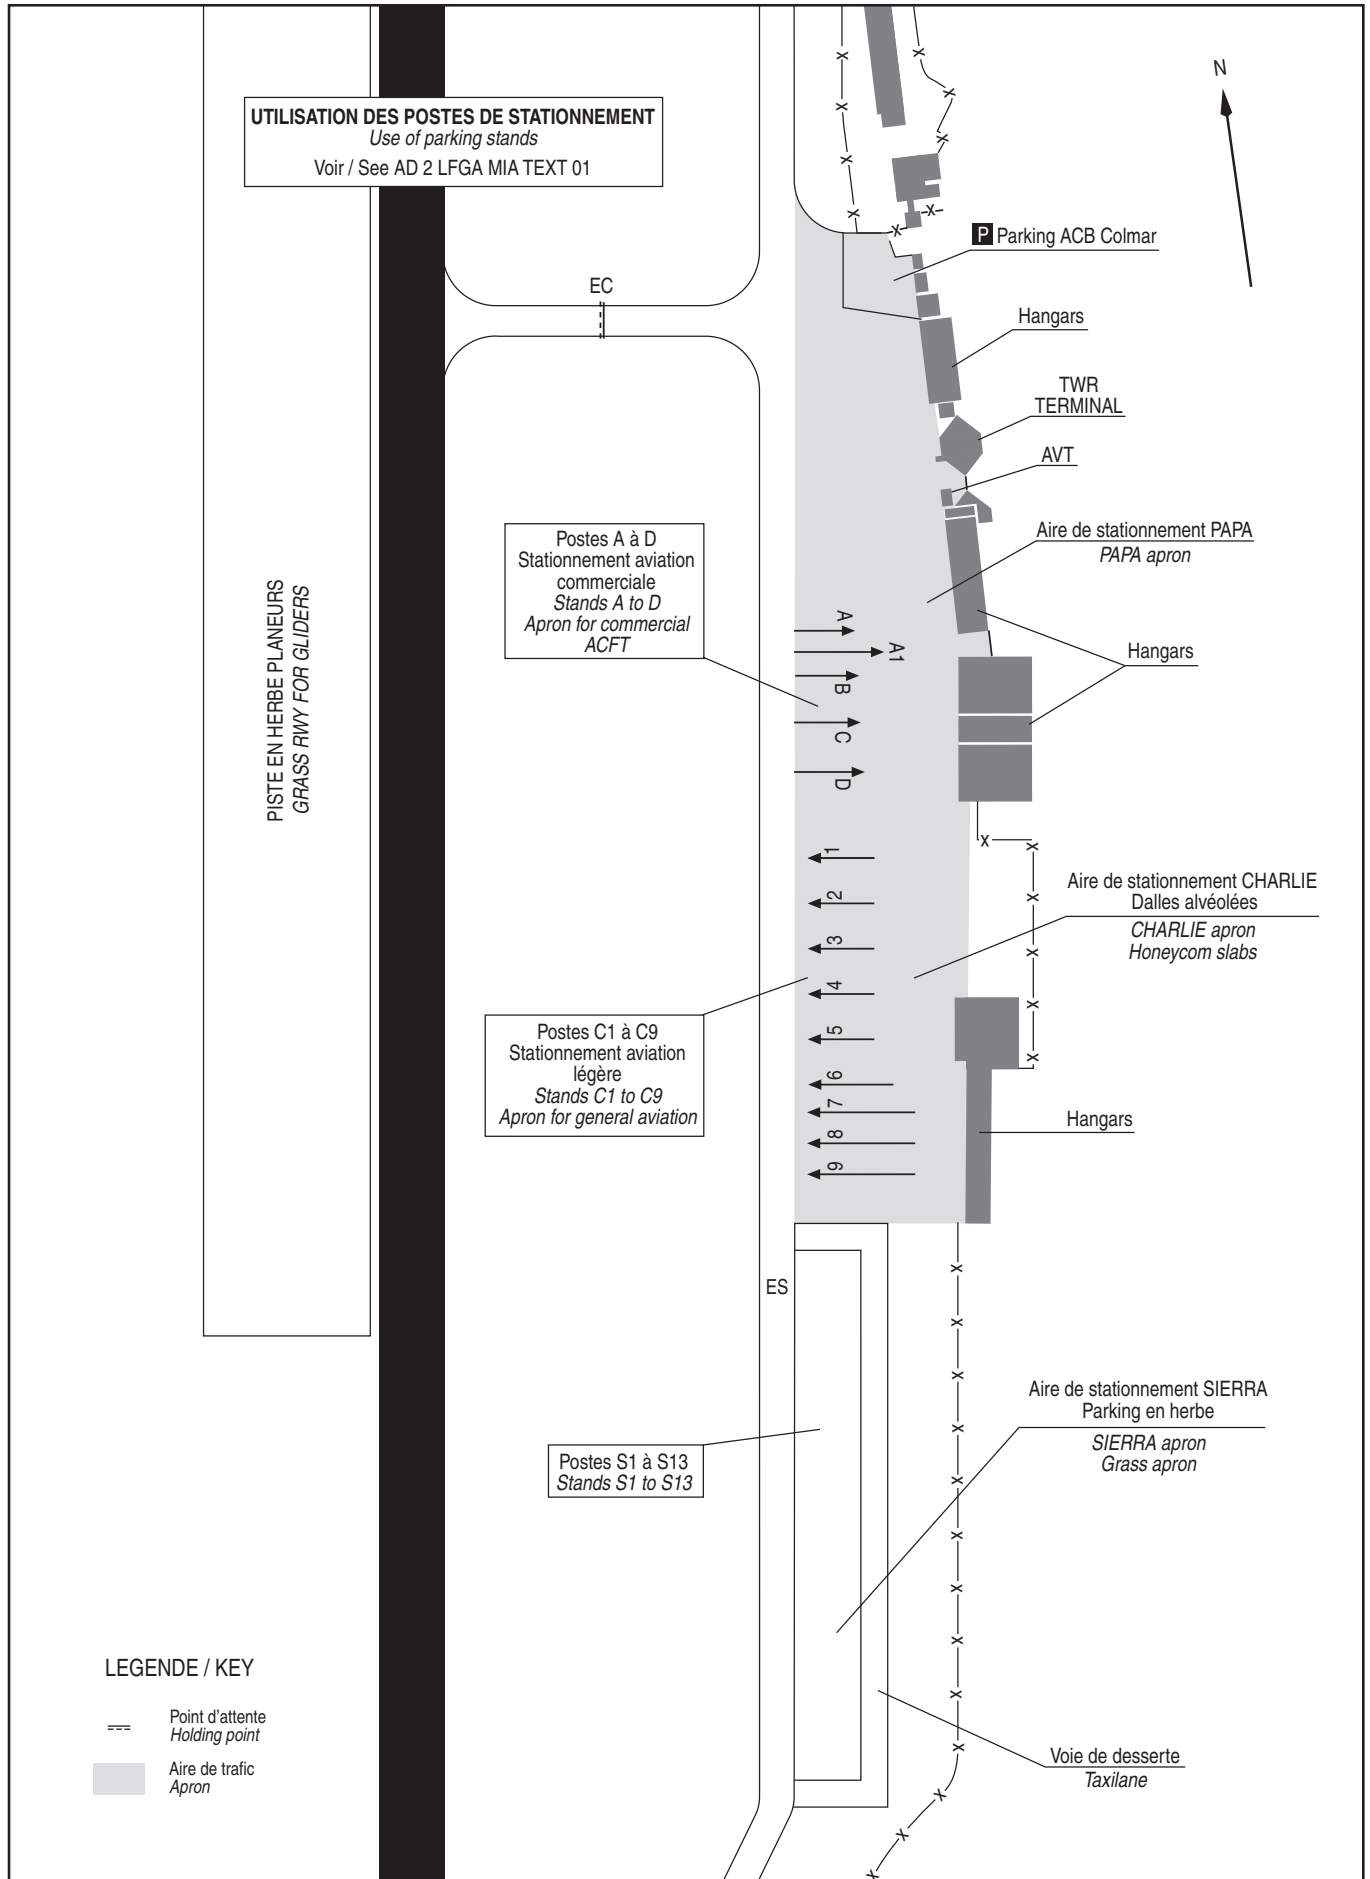 UTILISATION DES POSTES DE STATIONNEMENT
Use of parking stands
Voir / See AD 2 LFGA MIA TEXT 01
N
P Parking ACB Colmar
EC
Hangars
TWR
TERMINAL
AVT
Aire de stationnement PAPA
PAPA apron
Postes A à D
Stationnement aviation
commerciale
Stands A to D
Apron for commercial
ACFT
PISTE EN HERBE PLANEURS
GRASS RWY FOR GLIDERS
A
A1
B
C
D
Hangars
1
2
3
4
5
6
7
8
9
Aire de stationnement CHARLIE
Dalles alvéolées
CHARLIE apron
Honeycom slabs
Postes C1 à C9
Stationnement aviation
légère
Stands C1 to C9
Apron for general aviation
Hangars
ES
Aire de stationnement SIERRA
Parking en herbe
SIERRA apron
Grass apron
Postes S1 à S13
Stands S1 to S13
Voie de desserte
Taxilane
LEGENDE / KEY
Point d'attente
Holding point
Aire de trafic
Apron